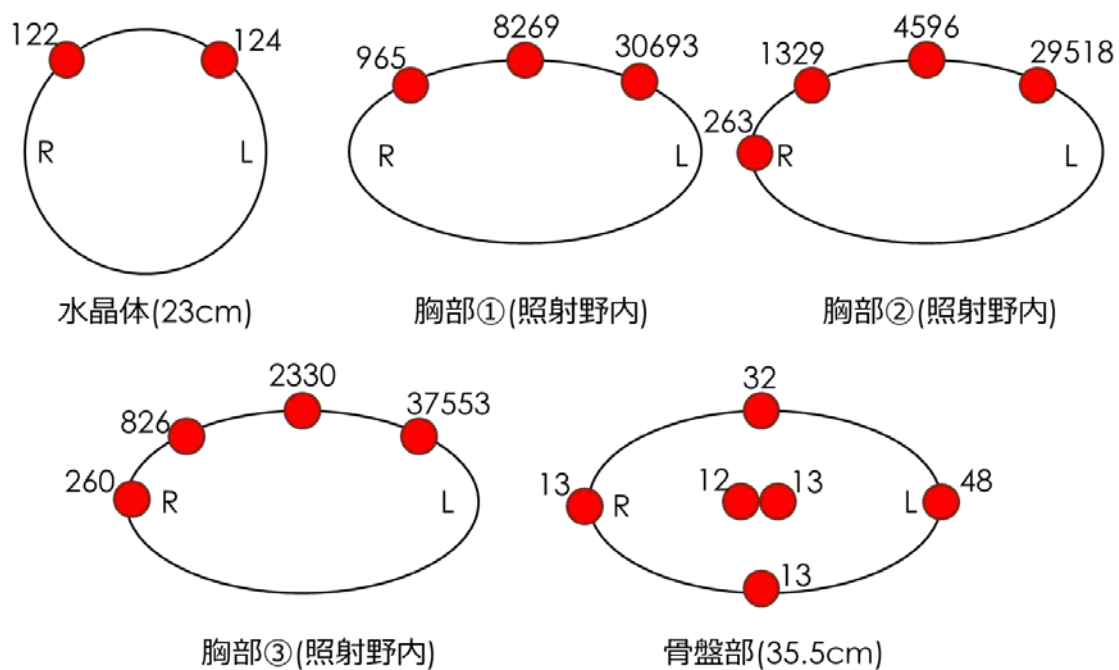 122
124
R
L
水晶体(23cm)
965
8269
30693
R
L
胸部①(照射野内)
1329
4596
29518
263
R
L
胸部②(照射野内)
2330
826
37553
260
R
L
胸部③(照射野内)
32
13
R
12
13
L
48
13
骨盤部(35.5cm)